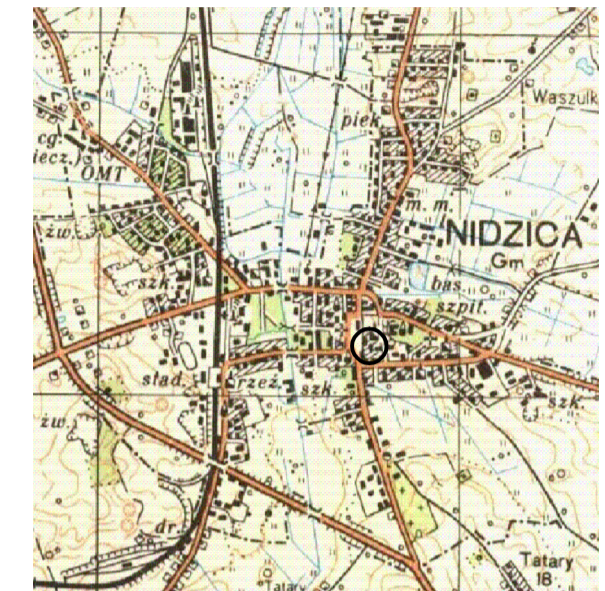 Waszulk
piek.
cg
iecz.)
OMT
m. m.
NIDZICA
Gm
żw.
szk.
bas.
szpit.
stad.
rzeź.
szk.
szk.
żw.
dr.
r
Tatary
18
Tatary